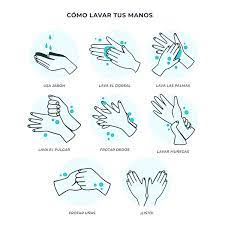 CÓMO LAVAR TUS MANOS
USA JABÓN
LAVA EL DORSAL
LAVA LAS PALMAS
LAVA EL PULGAR
FROTAR DEDOS
LAVAR MUÑECAS
FROTAR UÑAS
¡LISTO!